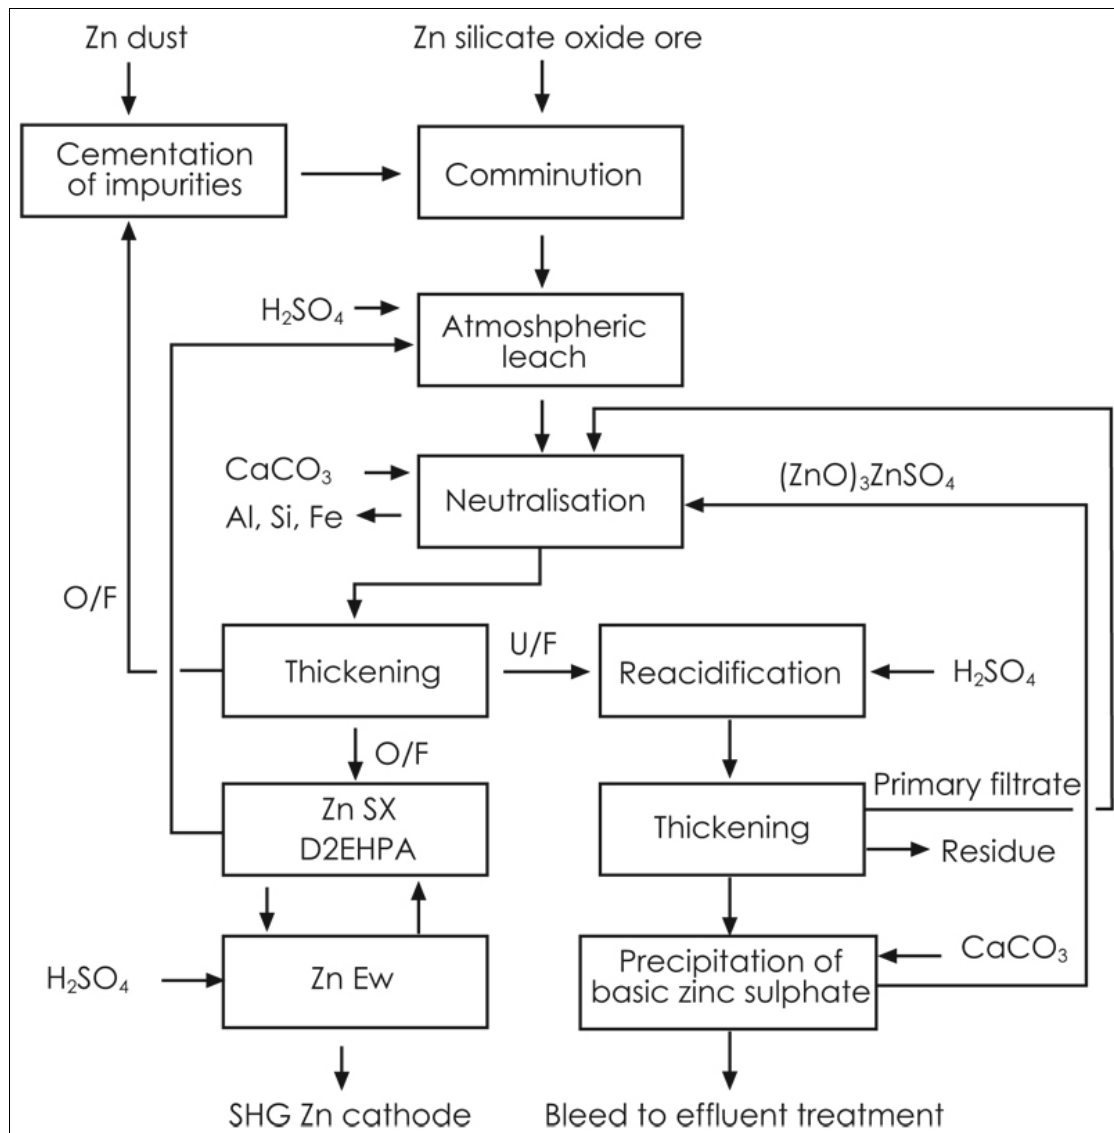 Zn dust
Zn silicate oxide ore
Cementation
of impurities
Comminution
H₂SO₄
Atmoshpheric
leach
CaCO₃
Al, Si, Fe
Neutralisation
(ZnO)₃ZnSO₄
O/F
Thickening
U/F
Reacidification
H₂SO₄
O/F
Zn SX
D2EHPA
Thickening
Primary filtrate
Residue
H₂SO₄
Zn Ew
Precipitation of
basic zinc sulphate
CaCO₃
SHG Zn cathode
Bleed to effluent treatment